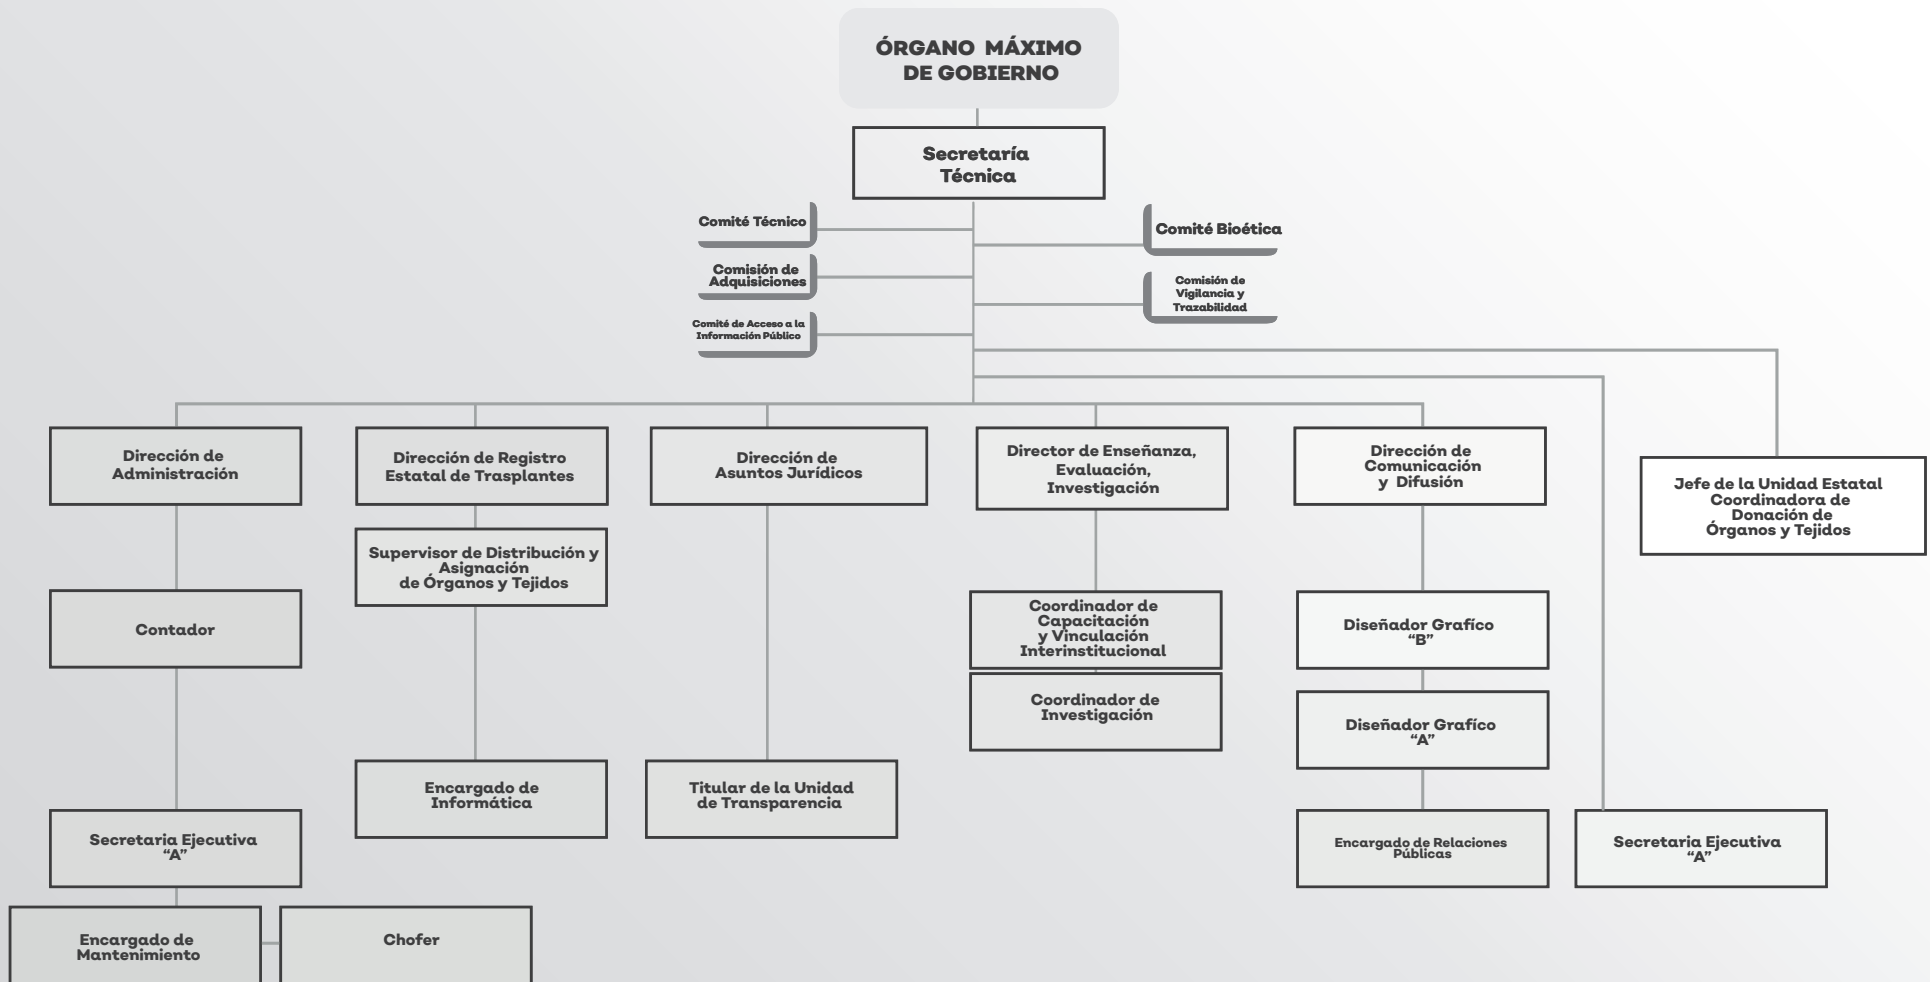 ÓRGANO MÁXIMO
DE GOBIERNO
Secretaría
Técnica
Comité Técnico
Comité Bioética
Comisión de
Adquisiciones
Comisión de
Vigilancia y
Trazabilidad
Comité de Acceso a la
Información Público
Dirección de
Administración
Dirección de Registro
Estatal de Trasplantes
Dirección de
Asuntos Jurídicos
Director de Enseñanza,
Evaluación,
Investigación
Dirección de
Comunicación
y Difusión
Jefe de la Unidad Estatal
Coordinadora de
Donación de
Órganos y Tejidos
Supervisor de Distribución y
Asignación
de Órganos y Tejidos
Contador
Coordinador de
Capacitación
y Vinculación
Interinstitucional
Diseñador Grafíco
“B”
Coordinador de
Investigación
Diseñador Grafíco
“A”
Encargado de
Informática
Titular de la Unidad
de Transparencia
Secretaria Ejecutiva
“A”
Encargado de Relaciones
Públicas
Secretaria Ejecutiva
“A”
Encargado de
Mantenimiento
Chofer